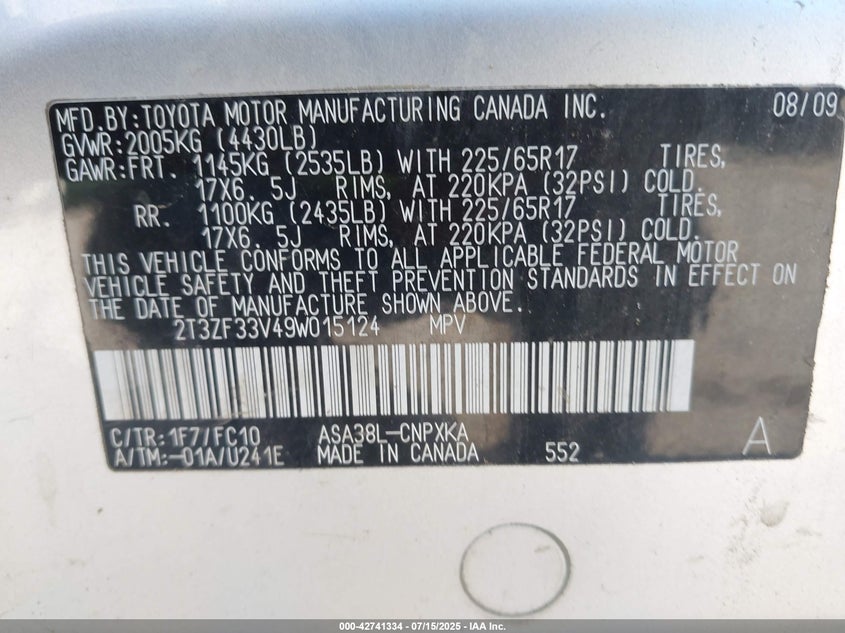 MFD.BY:TOYOTA MOTOR MANUFACTURING CANADA INC. 08/09
GVWR:2005KG (4430LB)
GAWR:FRT. 1145KG (2535LB) WITH 225/65R17 TIRES,
17X6.5J RIMS, AT 220KPA (32PSI) COLD.
RR. 1100KG (2435LB) WITH 225/65R17 TIRES,
17X6.5J RIMS, AT 220KPA (32PSI) COLD.
THIS VEHICLE CONFORMS TO ALL APPLICABLE FEDERAL MOTOR
VEHICLE SAFETY AND THEFT PREVENTION STANDARDS IN EFFECT ON
THE DATE OF MANUFACTURE SHOWN ABOVE.
2T3ZF33V49W015124 MPV
C/TR:1F7/FC10 ASA38L-CNPXKA
A/TM:-01A/U241E MADE IN CANADA 552 A
000-42741334 - 07/15/2025 - IAA Inc.